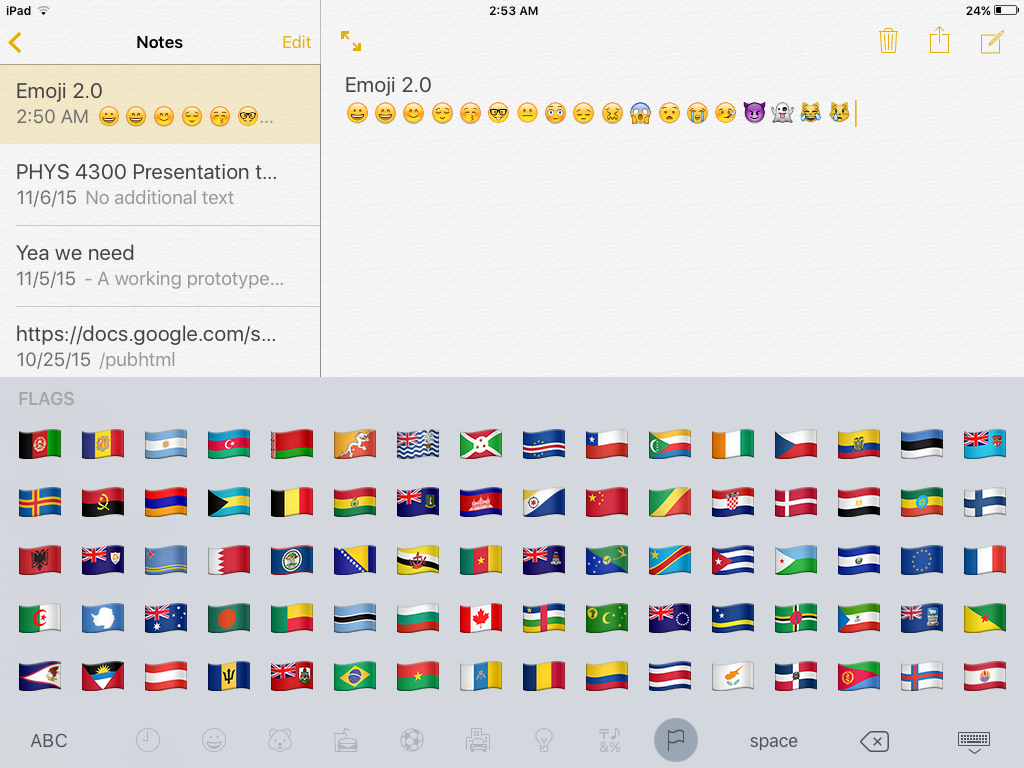 iPad 2:53 AM 24%
Notes Edit
Emoji 2.0
2:50 AM 😀😄😊😌😚🤓...
PHYS 4300 Presentation t...
11/6/15 No additional text
Yea we need
11/5/15 - A working prototype...
https://docs.google.com/s...
10/25/15 /pubhtml
Emoji 2.0
FLAGS
ABC &% space